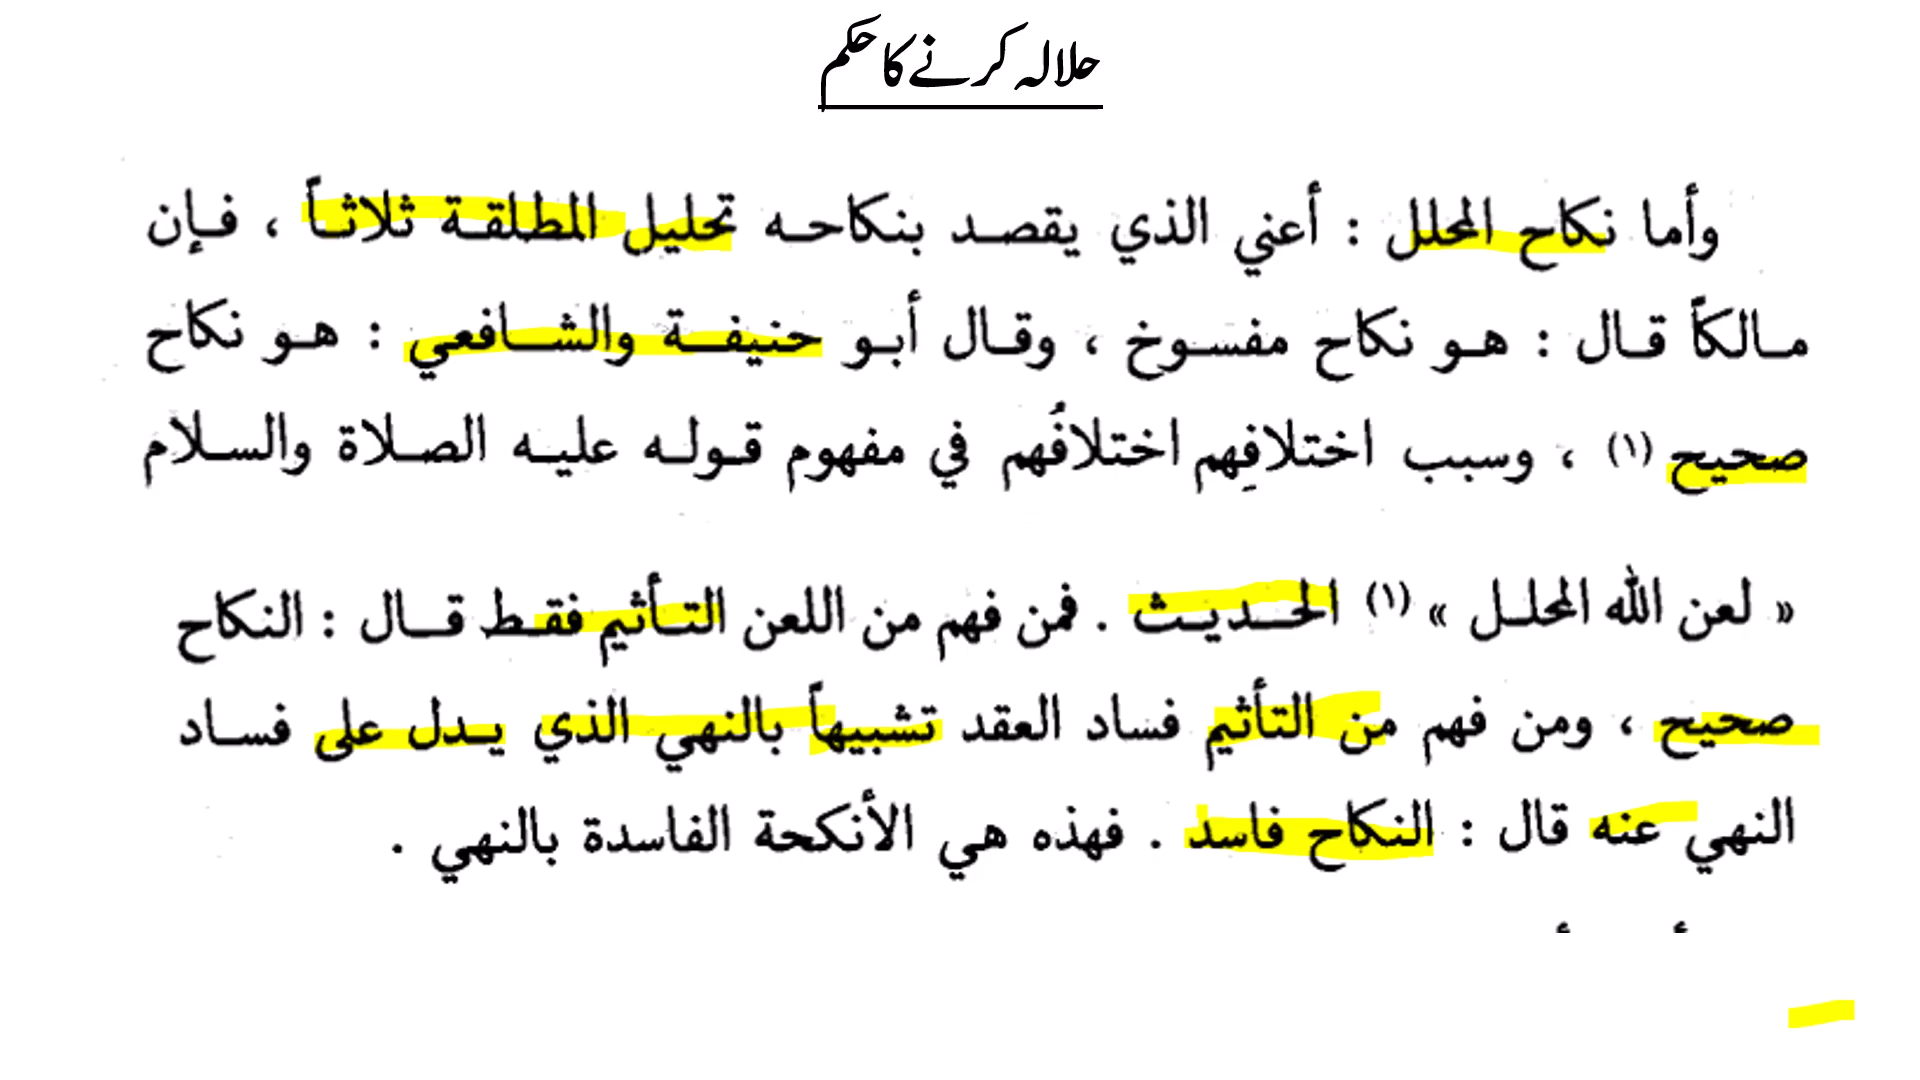 حلالہ کرنے کا حکم
وأما نكاح المحلل : أعني الذي يقصد بنكاحه تحليل المطلقة ثلاثاً ، فإن
مالكاً قال : هو نكاح مفسوخ ، وقال أبو حنيفة والشافعي : هو نكاح
صحيح (١) ، وسبب اختلافِهم اختلافُهم في مفهوم قوله عليه الصلاة والسلام
« لعن الله المحلل » (١) الحديث . فمن فهم من اللعن التأثيم فقط قال : النكاح
صحيح ، ومن فهم من التأثيم فساد العقد تشبيهاً بالنهي الذي يدل على فساد
النهي عنه قال : النكاح فاسد . فهذه هي الأنكحة الفاسدة بالنهي .